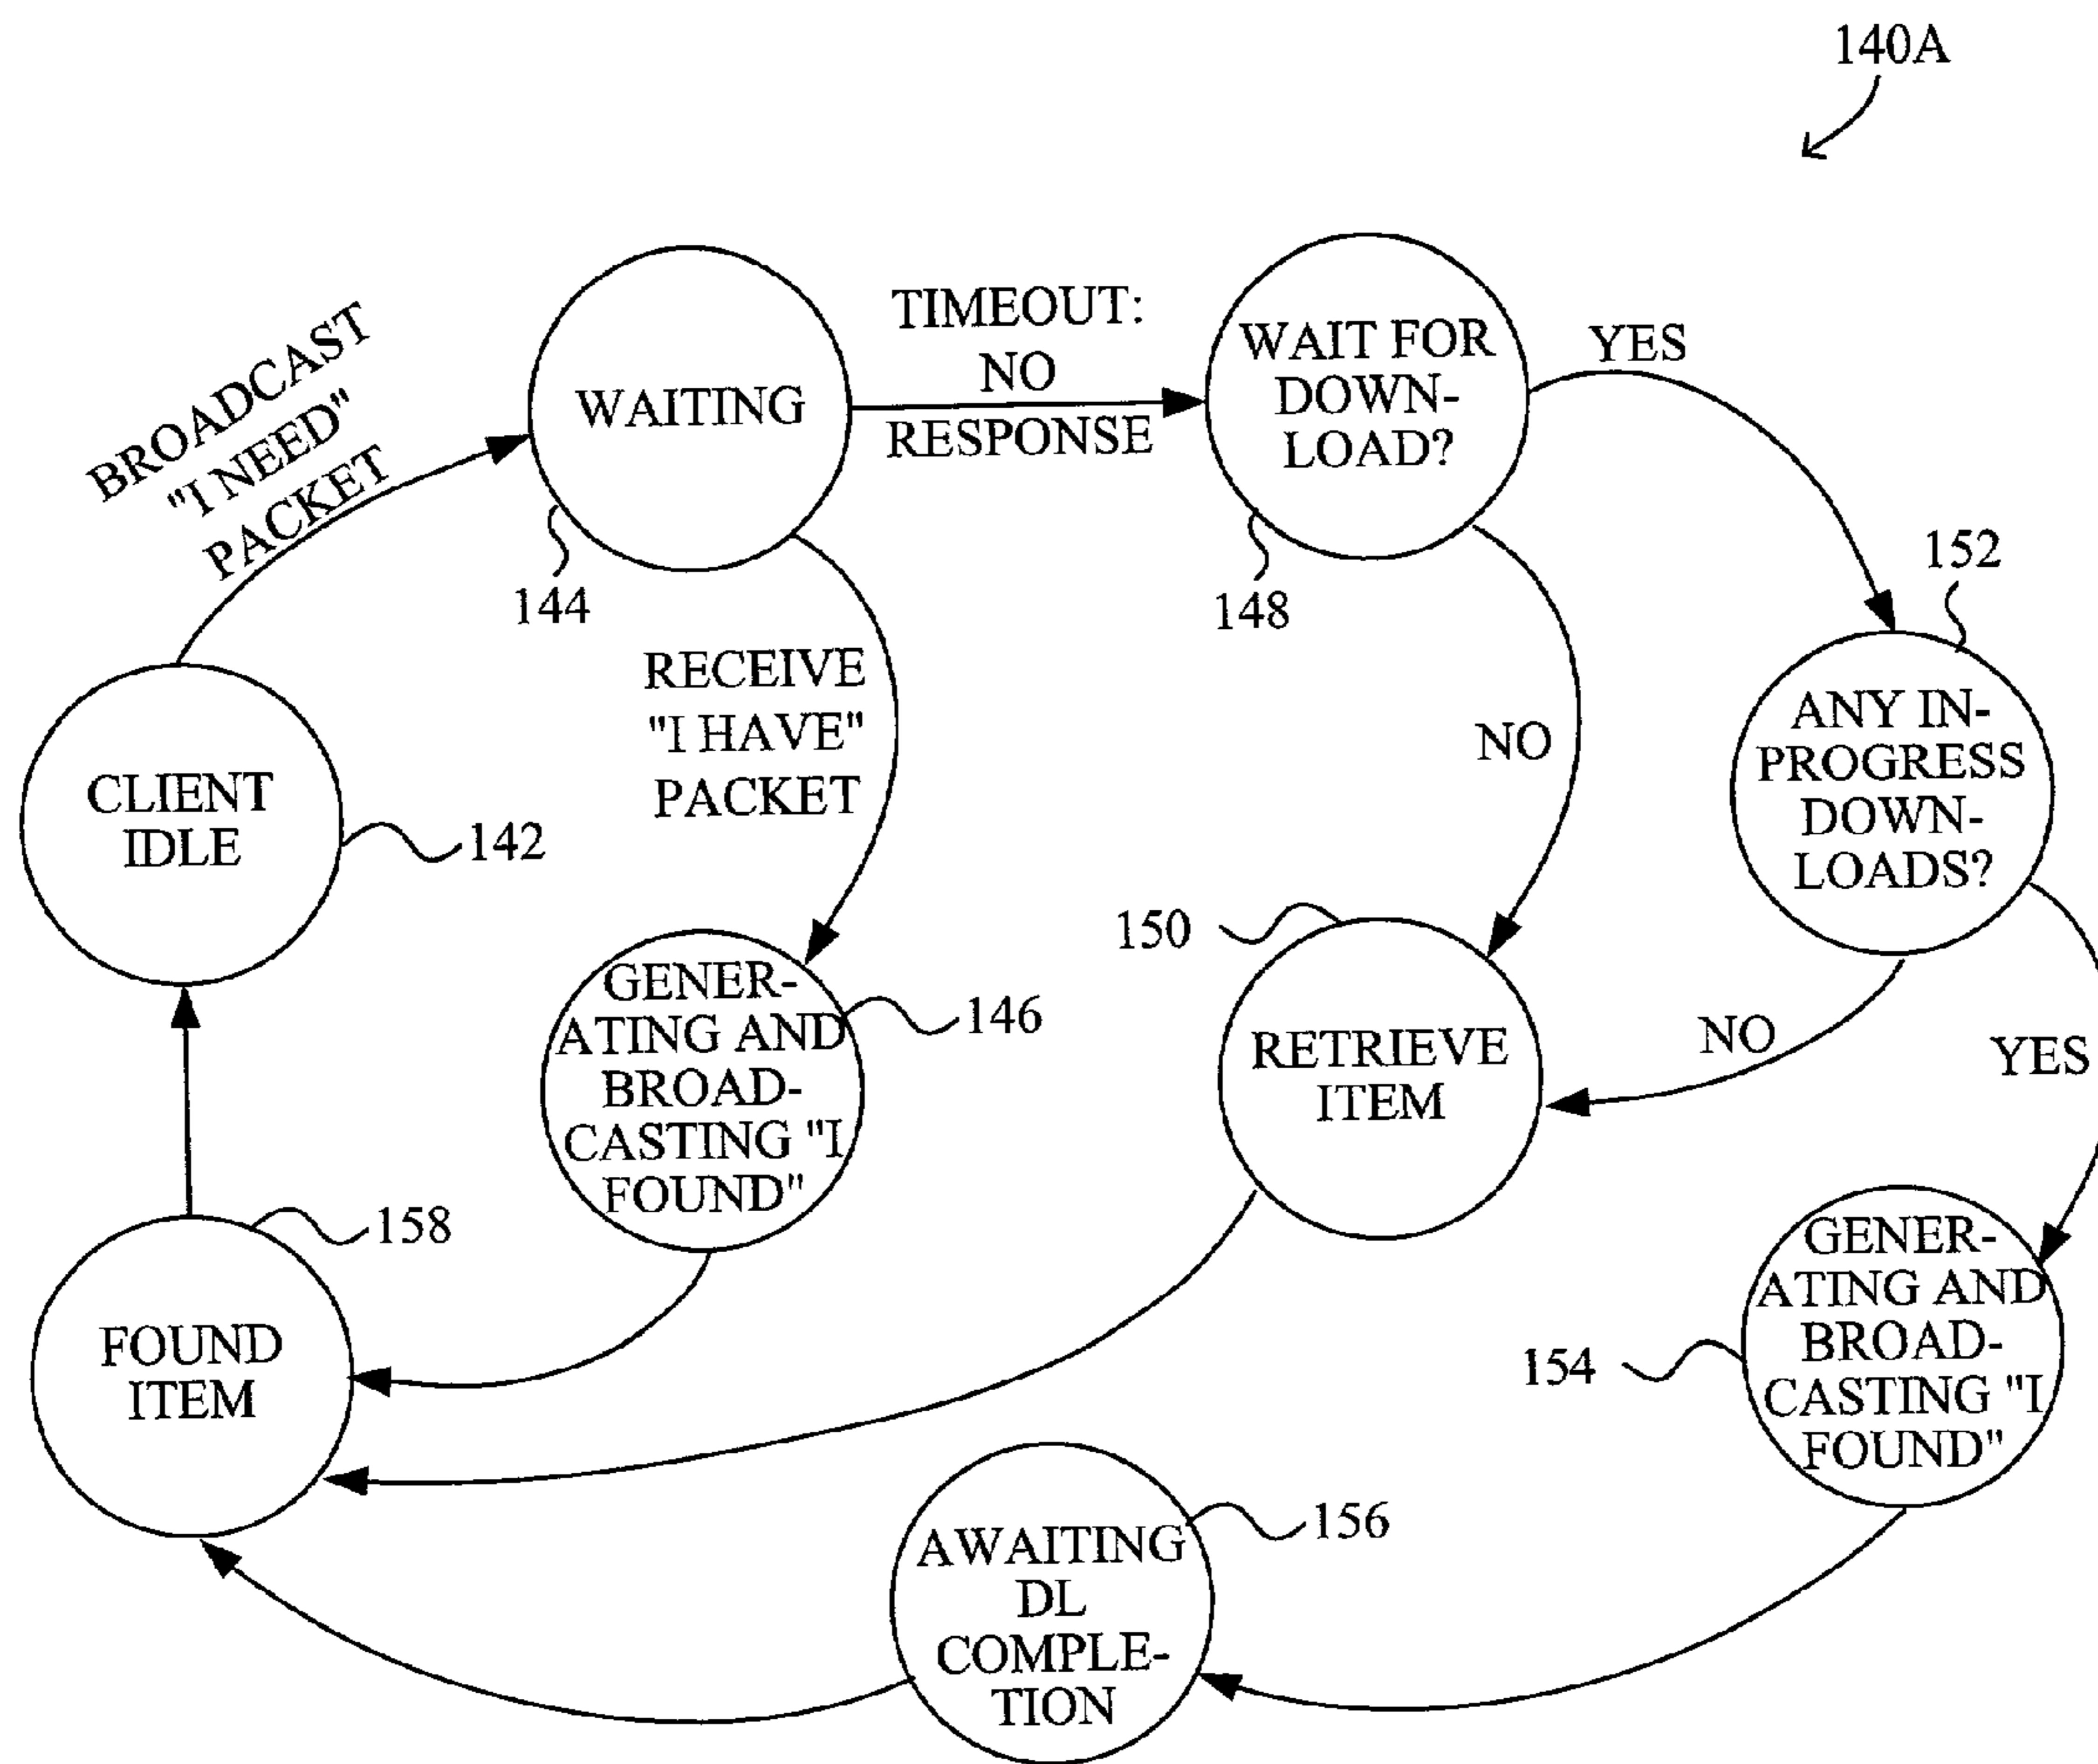 140A
BROADCAST
"I NEED"
PACKET
WAITING
TIMEOUT:
NO
RESPONSE
WAIT FOR
DOWN-
LOAD?
YES
144
148
152
CLIENT
IDLE
142
RECEIVE
"I HAVE"
PACKET
NO
ANY IN-
PROGRESS
DOWN-
LOADS?
150
GENER-
ATING AND
BROAD-
CASTING "I
FOUND"
146
RETRIEVE
ITEM
NO
YES
158
FOUND
ITEM
154
GENER-
ATING AND
BROAD-
CASTING "I
FOUND"
AWAITING
DL
COMPLE-
TION
156